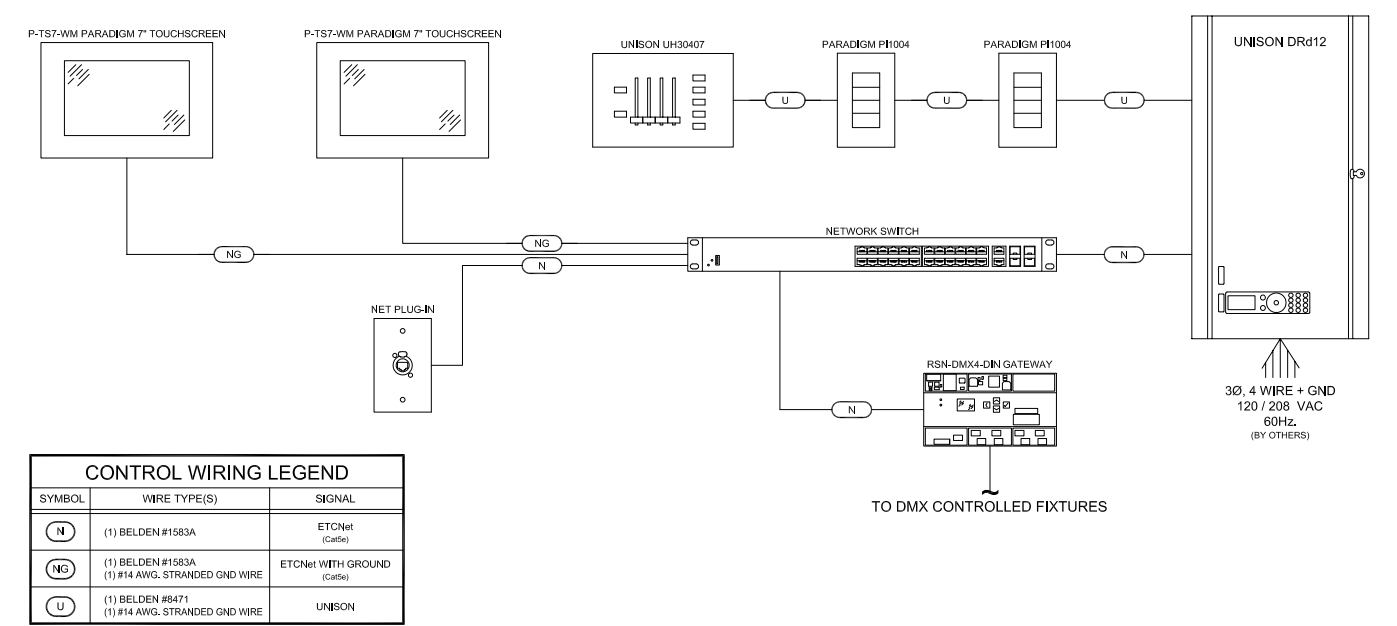 P-TS7-WM PARADIGM 7" TOUCHSCREEN
P-TS7-WM PARADIGM 7" TOUCHSCREEN
UNISON UH30407
PARADIGM PI1004
PARADIGM PI1004
UNISON DRd12
U
U
U
NG
NG
N
NETWORK SWITCH
N
NET PLUG-IN
N
RSN-DMX4-DIN GATEWAY
TO DMX CONTROLLED FIXTURES
3Ø, 4 WIRE + GND
120 / 208 VAC
60Hz.
(BY OTHERS)
CONTROL WIRING LEGEND
SYMBOL WIRE TYPE(S) SIGNAL
N (1) BELDEN #1583A ETCNet
(Cat5e)
NG (1) BELDEN #1583A ETCNet WITH GROUND
(1) #14 AWG. STRANDED GND WIRE (Cat5e)
U (1) BELDEN #8471 UNISON
(1) #14 AWG. STRANDED GND WIRE